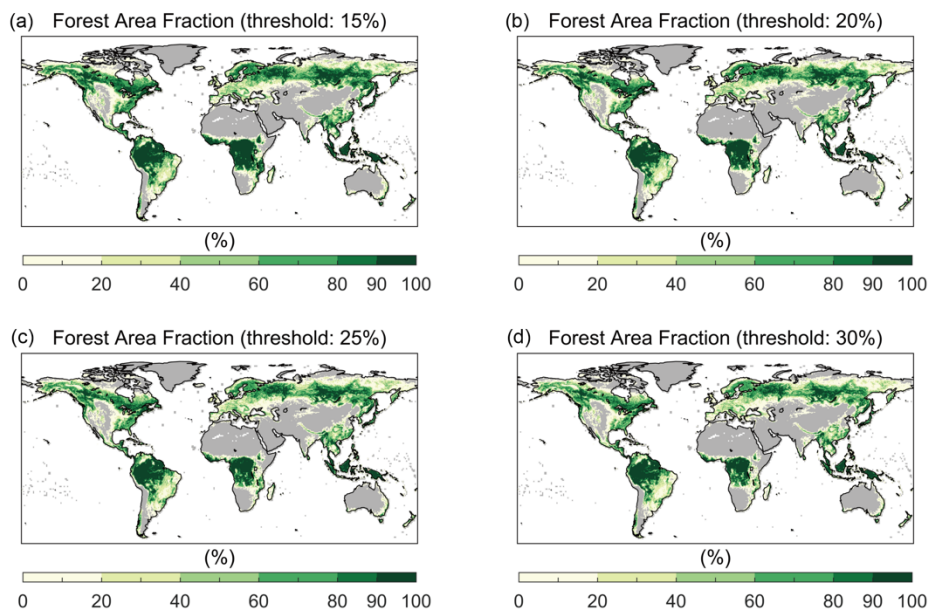 (a) Forest Area Fraction (threshold: 15%)
(%)
0 20 40 60 80 90 100
(b) Forest Area Fraction (threshold: 20%)
(%)
0 20 40 60 80 90 100
(c) Forest Area Fraction (threshold: 25%)
(%)
0 20 40 60 80 90 100
(d) Forest Area Fraction (threshold: 30%)
(%)
0 20 40 60 80 90 100